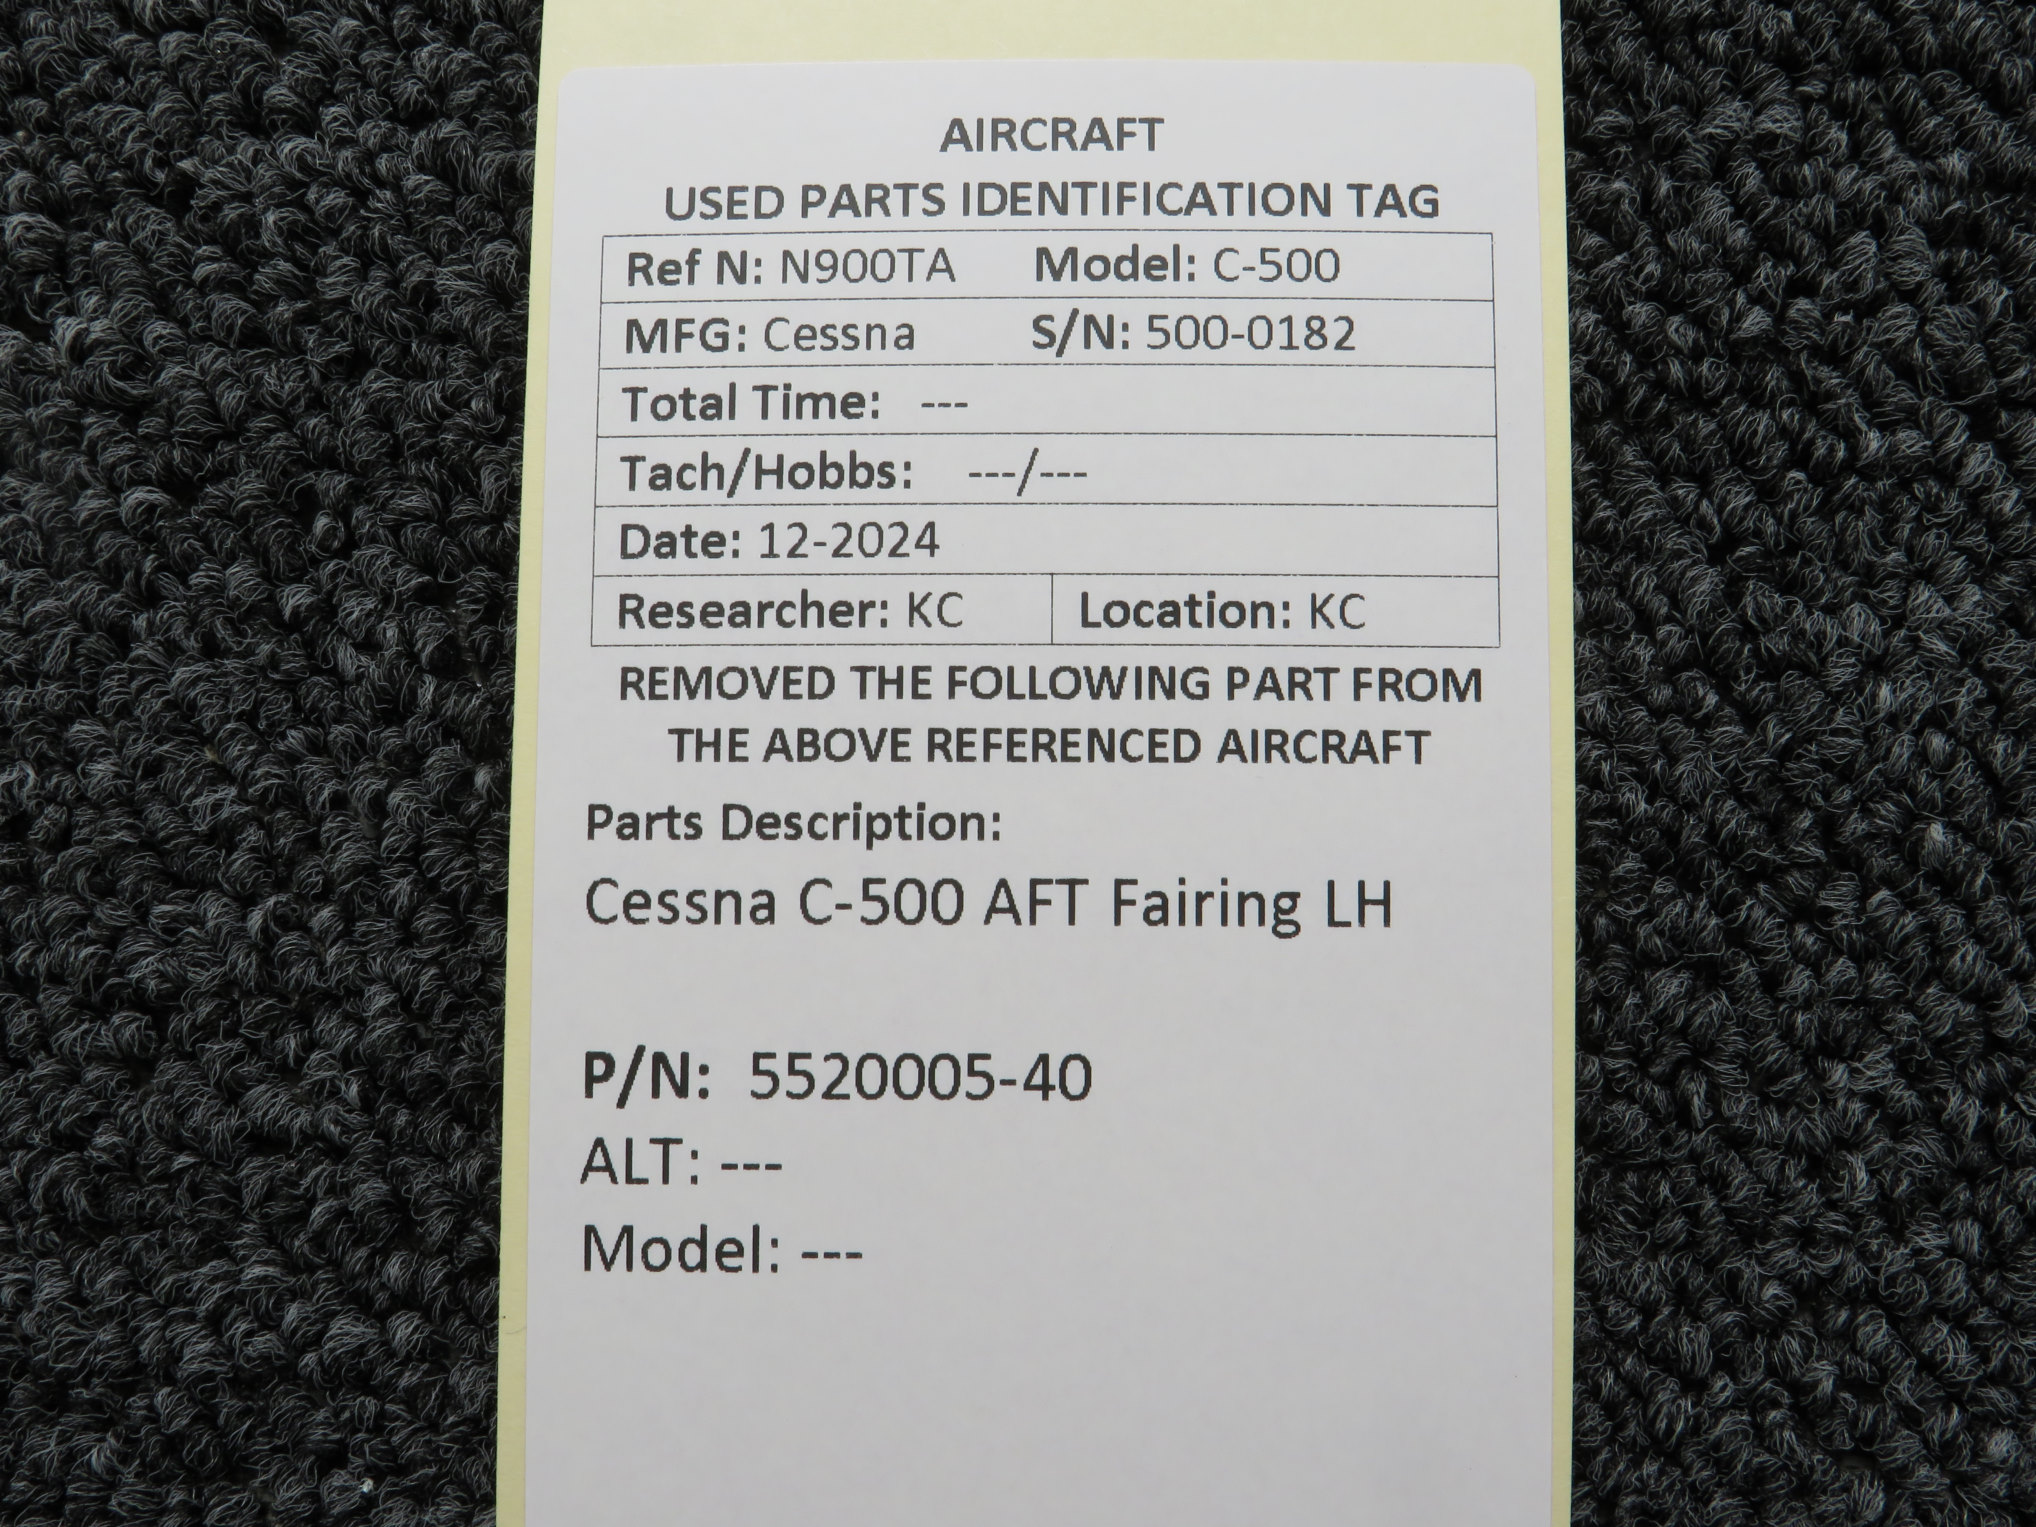 AIRCRAFT
USED PARTS IDENTIFICATION TAG
Ref N: N900TA Model: C-500
MFG: Cessna S/N: 500-0182
Total Time: ---
Tach/Hobbs: ---/---
Date: 12-2024
Researcher: KC Location: KC
REMOVED THE FOLLOWING PART FROM
THE ABOVE REFERENCED AIRCRAFT
Parts Description:
Cessna C-500 AFT Fairing LH
P/N: 5520005-40
ALT: ---
Model: ---